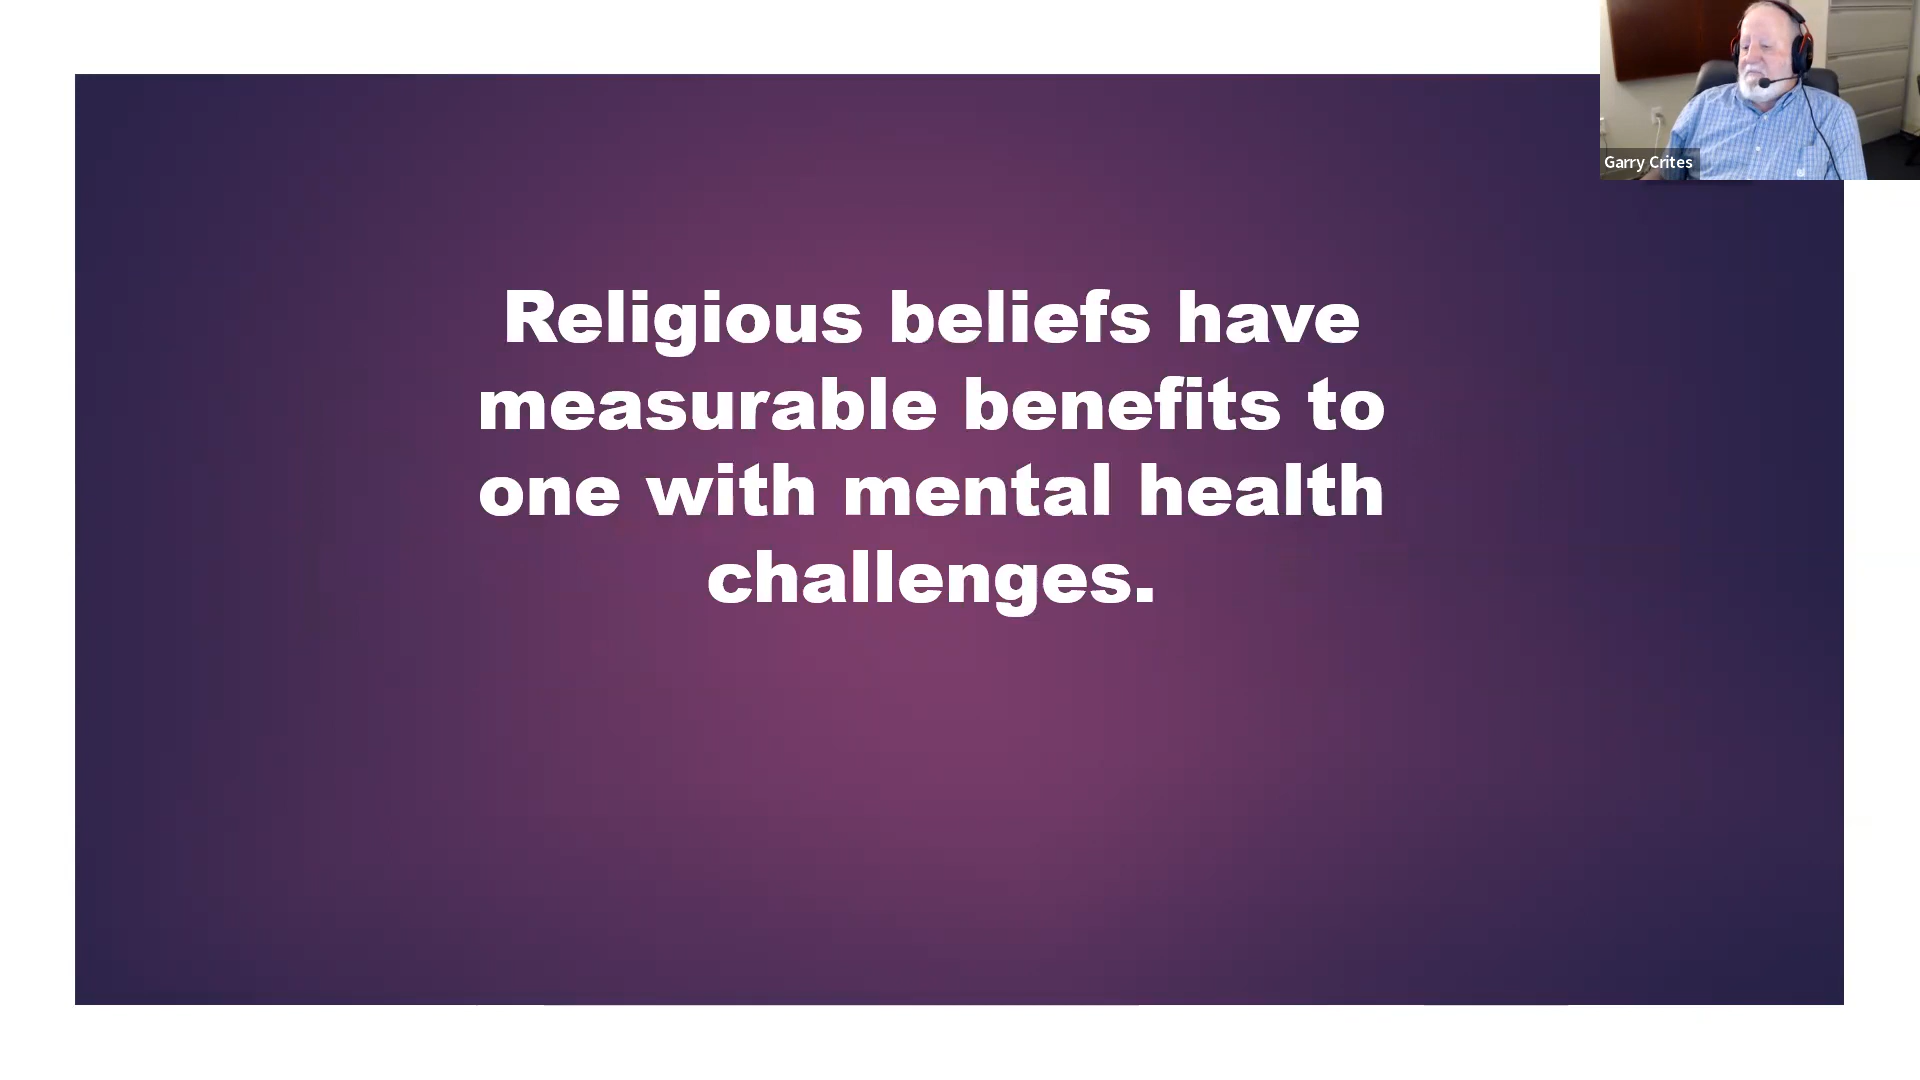 Garry Crites
Religious beliefs have
measurable benefits to
one with mental health
challenges.